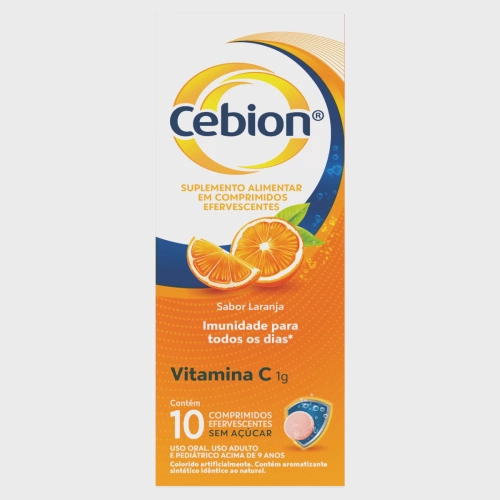 Cebion®
SUPLEMENTO ALIMENTAR
EM COMPRIMIDOS
EFERVESCENTES
Sabor Laranja
Imunidade para
todos os dias*
Vitamina C 1g
Contém
10 COMPRIMIDOS
EFERVESCENTES
SEM AÇÚCAR
USO ORAL. USO ADULTO
E PEDIÁTRICO ACIMA DE 9 ANOS
Colorido artificialmente. Contém aromatizante
sintético idêntico ao natural.